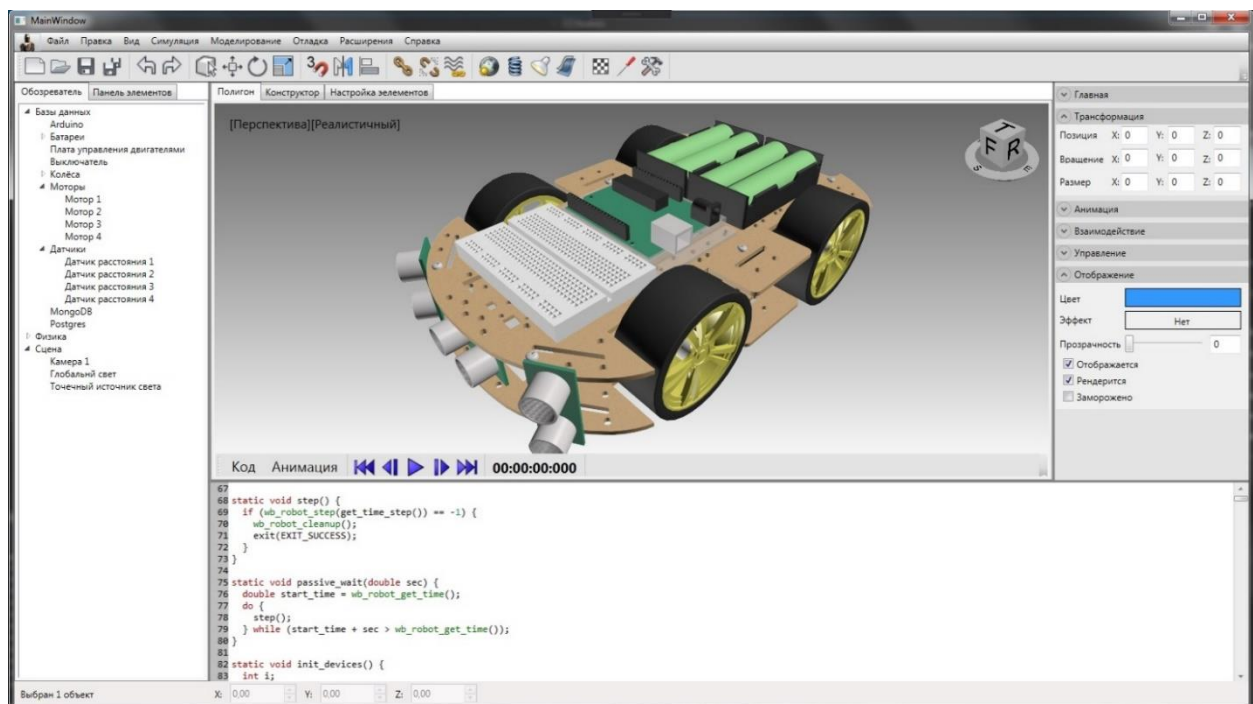 MainWindow
Файл Правка Вид Симуляция Моделирование Отладка Расширения Справка
Обозреватель Панель элементов
Базы данных
Arduino
Батареи
Плата управления двигателями
Выключатель
Колёса
Моторы
Мотор 1
Мотор 2
Мотор 3
Мотор 4
Датчики
Датчик расстояния 1
Датчик расстояния 2
Датчик расстояния 3
Датчик расстояния 4
MongoDB
Postgres
Физика
Сцена
Камера 1
Глобальнй свет
Точечный источник света
Полигон Конструктор Настройка зелементов
[Перспектива][Реалистичный]
T
F R
S E
Код Анимация 00:00:00:000
67
68 static void step() {
69 if (wb_robot_step(get_time_step()) == -1) {
70 wb_robot_cleanup();
71 exit(EXIT_SUCCESS);
72 }
73 }
74
75 static void passive_wait(double sec) {
76 double start_time = wb_robot_get_time();
77 do {
78 step();
79 } while (start_time + sec > wb_robot_get_time());
80 }
81
82 static void init_devices() {
83 int i;
Главная
Трансформация
Позиция X: 0 Y: 0 Z: 0
Вращение X: 0 Y: 0 Z: 0
Размер X: 0 Y: 0 Z: 0
Анимация
Взаимодействие
Управление
Отображение
Цвет
Эффект Нет
Прозрачность 0
Отображается
Рендерится
Заморожено
Выбран 1 объект X: 0,00 Y: 0,00 Z: 0,00